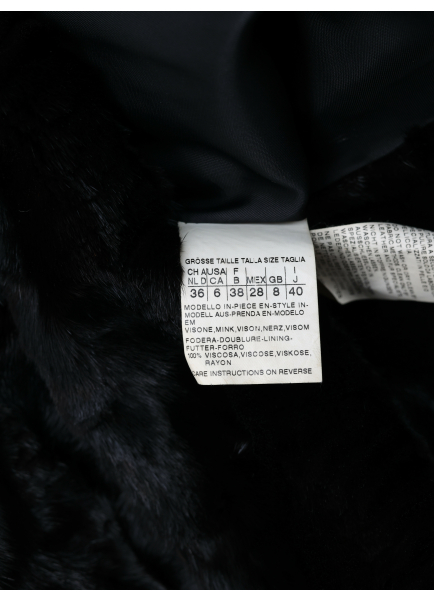 GRÖSSE TAILLE TALLA SIZE TAGLIA
CH A USA F I
NL D CA B MEX GB J
36 6 38 28 8 40
MODELLO IN-PIECE EN-STYLE IN-
MODELL AUS-PRENDA EN-MODELO
EM
VISONE,MINK,VISON,NERZ,VISOM
FODERA-DOUBLURE-LINING-
FUTTER-FORRO
100% VISCOSA,VISCOSE,VISKOSE,
RAYON
CARE INSTRUCTIONS ON REVERSE